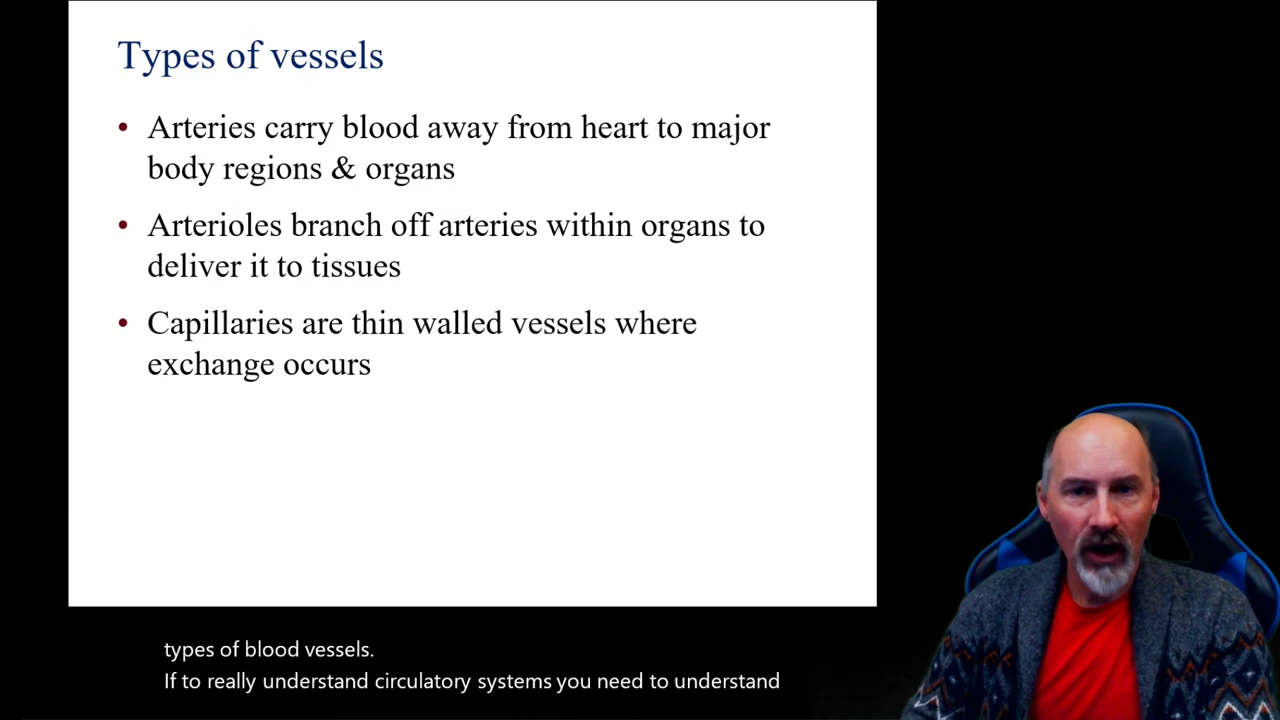 Types of vessels
• Arteries carry blood away from heart to major
body regions & organs
• Arterioles branch off arteries within organs to
deliver it to tissues
• Capillaries are thin walled vessels where
exchange occurs
types of blood vessels.
If to really understand circulatory systems you need to understand